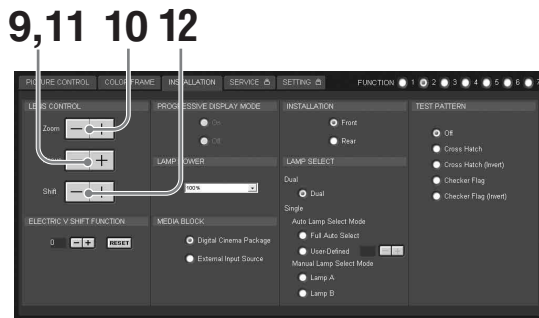 9,11 10 12
PICTURE CONTROL COLOR FRAME INSTALLATION SERVICE SETTING FUNCTION 1 2 3 4 5 6 7
LENS CONTROL
Zoom - +
- +
Shift - +
ELECTRIC V SHIFT FUNCTION
0 - + RESET
PROGRESSIVE DISPLAY MODE
On
Off
LAMP POWER
100%
MEDIA BLOCK
Digital Cinema Package
External Input Source
INSTALLATION
Front
Rear
LAMP SELECT
Dual
Dual
Single
Auto Lamp Select Mode
Full Auto Select
User-Defined - +
Manual Lamp Select Mode
Lamp A
Lamp B
TEST PATTERN
Off
Cross Hatch
Cross Hatch (Invert)
Checker Flag
Checker Flag (Invert)